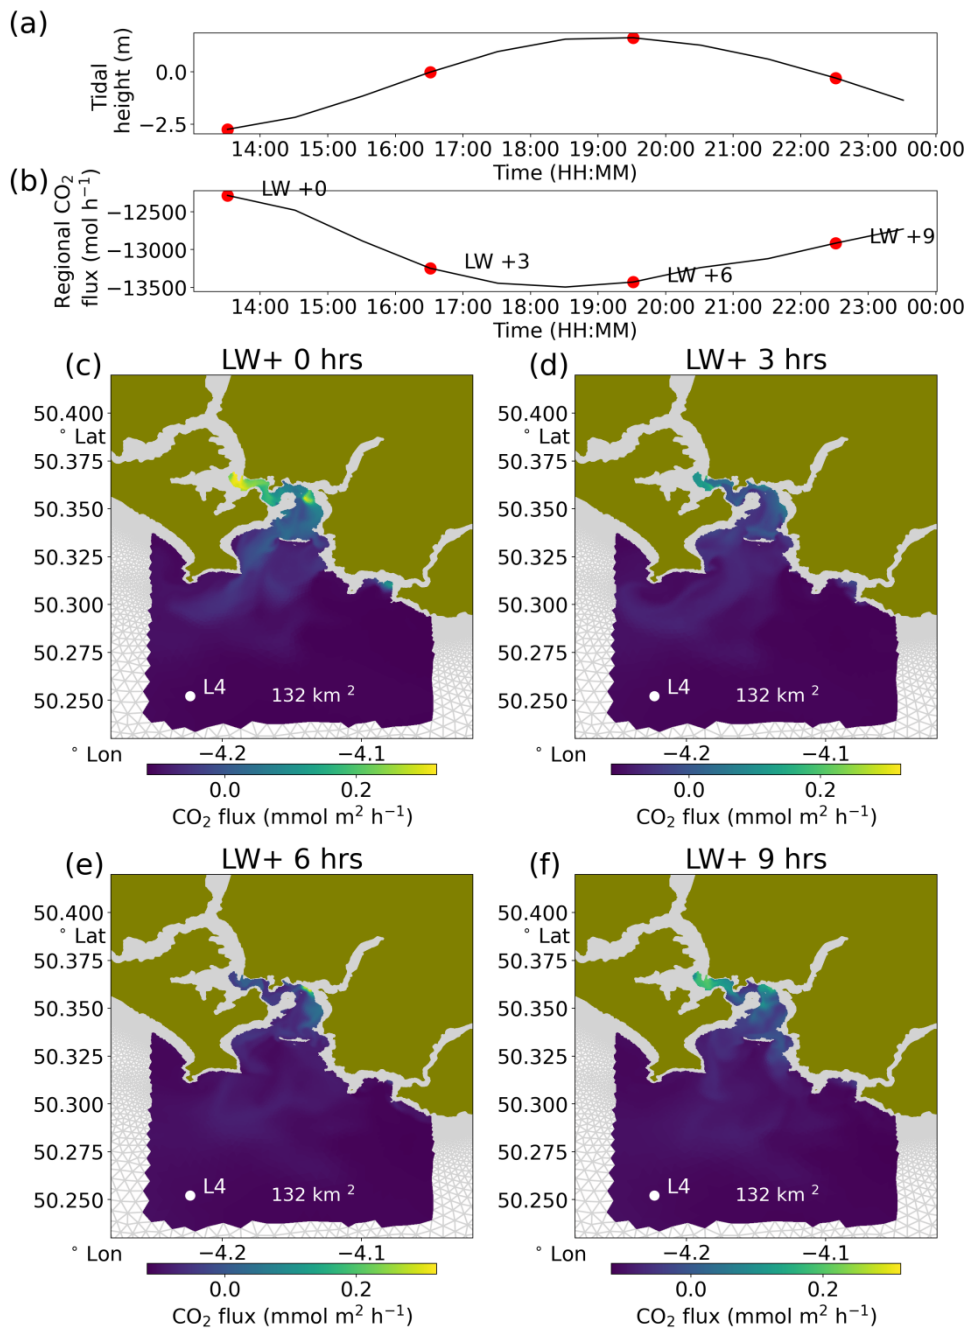 (a)
Tidal
height (m)
0.0
−2.5
14:00 15:00 16:00 17:00 18:00 19:00 20:00 21:00 22:00 23:00 00:00
Time (HH:MM)
(b)
Regional CO₂
flux (mol h⁻¹)
−12500
−13000
−13500
LW +0
LW +3
LW +6
LW +9
14:00 15:00 16:00 17:00 18:00 19:00 20:00 21:00 22:00 23:00 00:00
Time (HH:MM)
(c)
LW+ 0 hrs
50.400
° Lat
50.375
50.350
50.325
50.300
50.275
50.250
L4
132 km ²
° Lon
−4.2
−4.1
0.0
0.2
CO₂ flux (mmol m² h⁻¹)
(d)
LW+ 3 hrs
50.400
° Lat
50.375
50.350
50.325
50.300
50.275
50.250
L4
132 km ²
° Lon
−4.2
−4.1
0.0
0.2
CO₂ flux (mmol m² h⁻¹)
(e)
LW+ 6 hrs
50.400
° Lat
50.375
50.350
50.325
50.300
50.275
50.250
L4
132 km ²
° Lon
−4.2
−4.1
0.0
0.2
CO₂ flux (mmol m² h⁻¹)
(f)
LW+ 9 hrs
50.400
° Lat
50.375
50.350
50.325
50.300
50.275
50.250
L4
132 km ²
° Lon
−4.2
−4.1
0.0
0.2
CO₂ flux (mmol m² h⁻¹)